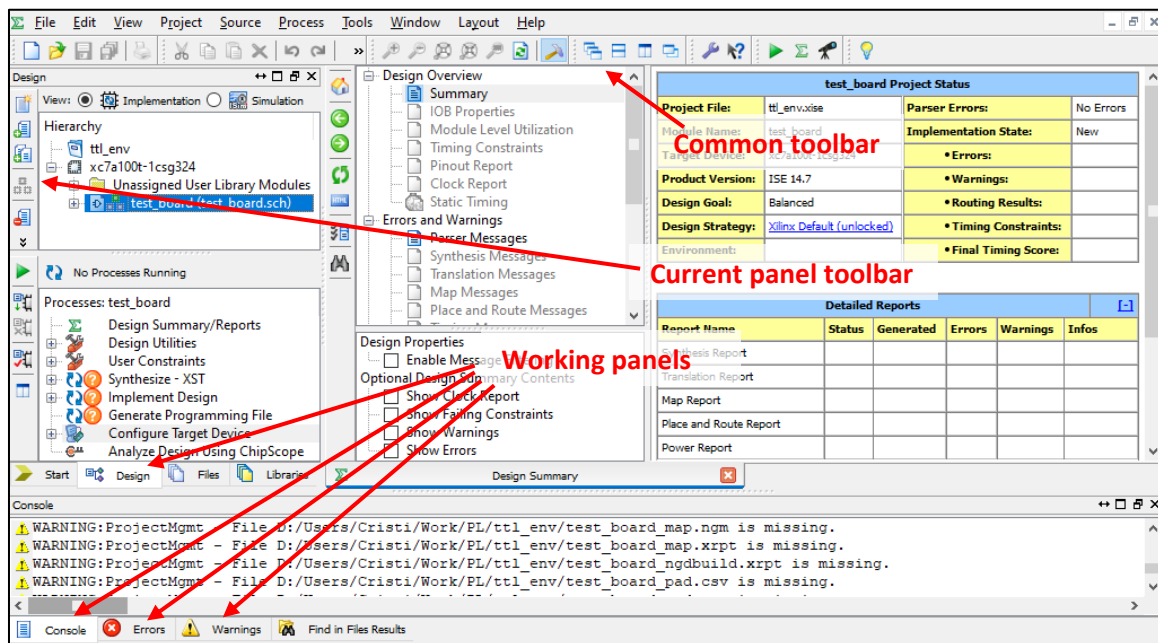 File Edit View Project Source Process Tools Window Layout Help
»
Design
View: Implementation Simulation
Hierarchy
ttl_env
xc7a100t-1csg324
Unassigned User Library Modules
test_board (test_board.sch)
No Processes Running
Processes: test_board
Design Summary/Reports
Design Utilities
User Constraints
Synthesize - XST
Implement Design
Generate Programming File
Configure Target Device
Analyze Design Using ChipScope
Start Design Files Libraries
Design Overview
Summary
IOB Properties
Module Level Utilization
Timing Constraints
Pinout Report
Clock Report
Static Timing
Errors and Warnings
Parser Messages
Synthesis Messages
Translation Messages
Map Messages
Place and Route Messages
Design Properties
Enable Message
Optional Design Summary Contents
Show Clock Report
Show Failing Constraints
Show Warnings
Show Errors
Design Summary
test_board Project Status
Project File: ttl_env.xise Parser Errors: No Errors
Module Name: test_board Implementation State: New
Target Device: xc7a100t-1csg324 •Errors:
Product Version: ISE 14.7 •Warnings:
Design Goal: Balanced •Routing Results:
Design Strategy: Xilinx Default (unlocked) •Timing Constraints:
Environment: •Final Timing Score:
Detailed Reports [-]
Report Name Status Generated Errors Warnings Infos
Synthesis Report
Translation Report
Map Report
Place and Route Report
Power Report
Common toolbar
Current panel toolbar
Working panels
Console
WARNING:ProjectMgmt - File D:/Users/Cristi/Work/PL/ttl_env/test_board_map.ngm is missing.
WARNING:ProjectMgmt - File D:/Users/Cristi/Work/PL/ttl_env/test_board_map.xrpt is missing.
WARNING:ProjectMgmt - File D:/Users/Cristi/Work/PL/ttl_env/test_board_ngdbuild.xrpt is missing.
WARNING:ProjectMgmt - File D:/Users/Cristi/Work/PL/ttl_env/test_board_pad.csv is missing.
Console Errors Warnings Find in Files Results